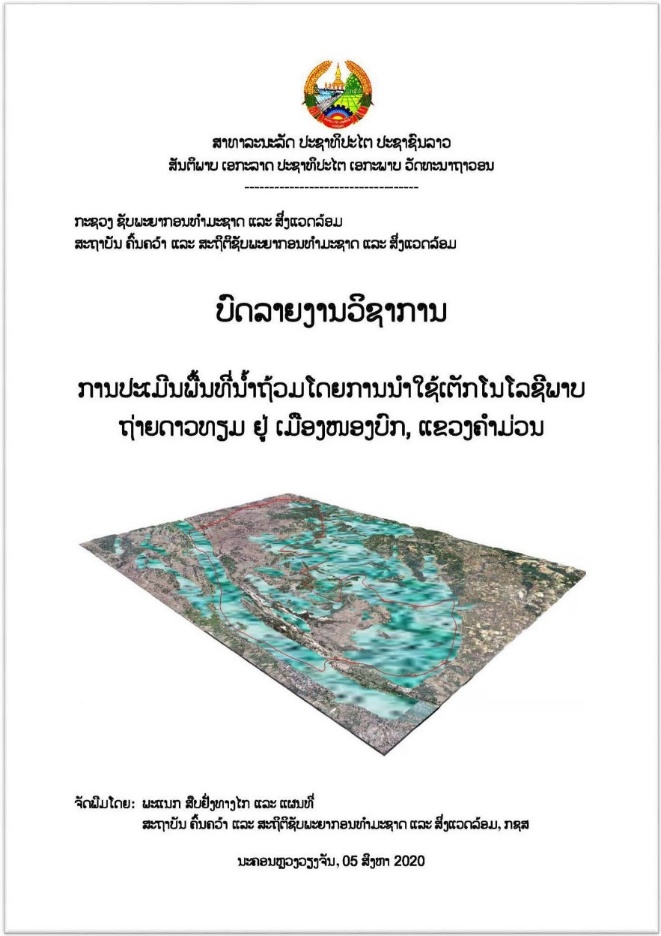 ສາທາລະນະລັດ ປະຊາທິປະໄຕ ປະຊາຊົນລາວ
ສັນຕິພາບ ເອກະລາດ ປະຊາທິປະໄຕ ເອກະພາບ ວັດທະນາຖາວອນ
-----------------------------------
ກະຊວງ ຊັບພະຍາກອນທຳມະຊາດ ແລະ ສິ່ງແວດລ້ອມ
ສະຖາບັນ ຄົ້ນຄວ້າ ແລະ ສະຖິຕິຊັບພະຍາກອນທຳມະຊາດ ແລະ ສິ່ງແວດລ້ອມ
ບົດລາຍງານວິຊາການ
ການປະເມີນພື້ນທີ່ນ້ຳຖ້ວມໂດຍການນຳໃຊ້ເຕັກໂນໂລຊີພາບ
ຖ່າຍດາວທຽມ ຢູ່ ເມືອງໜອງບົກ, ແຂວງຄຳມ່ວນ
ຈັດພິມໂດຍ: ພະແນກ ສຳຫຼວດທາງໄກ ແລະ ແຜນທີ່
ສະຖາບັນ ຄົ້ນຄວ້າ ແລະ ສະຖິຕິຊັບພະຍາກອນທຳມະຊາດ ແລະ ສິ່ງແວດລ້ອມ, ກຊສ
ນະຄອນຫຼວງວຽງຈັນ, 05 ສິງຫາ 2020